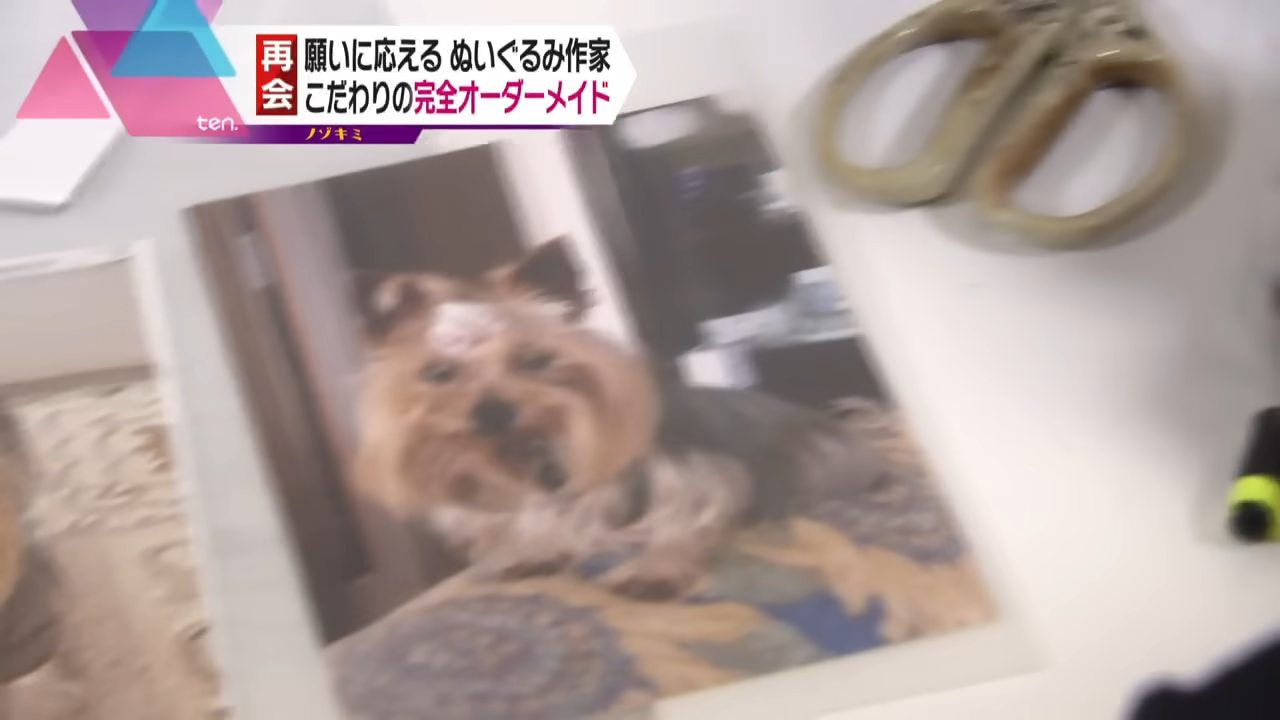 再会
願いに応える ぬいぐるみ作家
こだわりの完全オーダーメイド
ten.
ノゾキミ